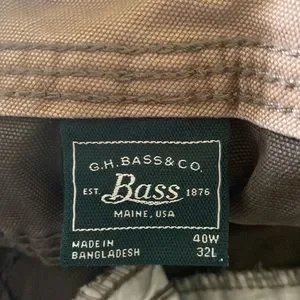 G.H.BASS&CO.
EST. Bass 1876
MAINE, USA
MADE IN 40W
BANGLADESH 32L